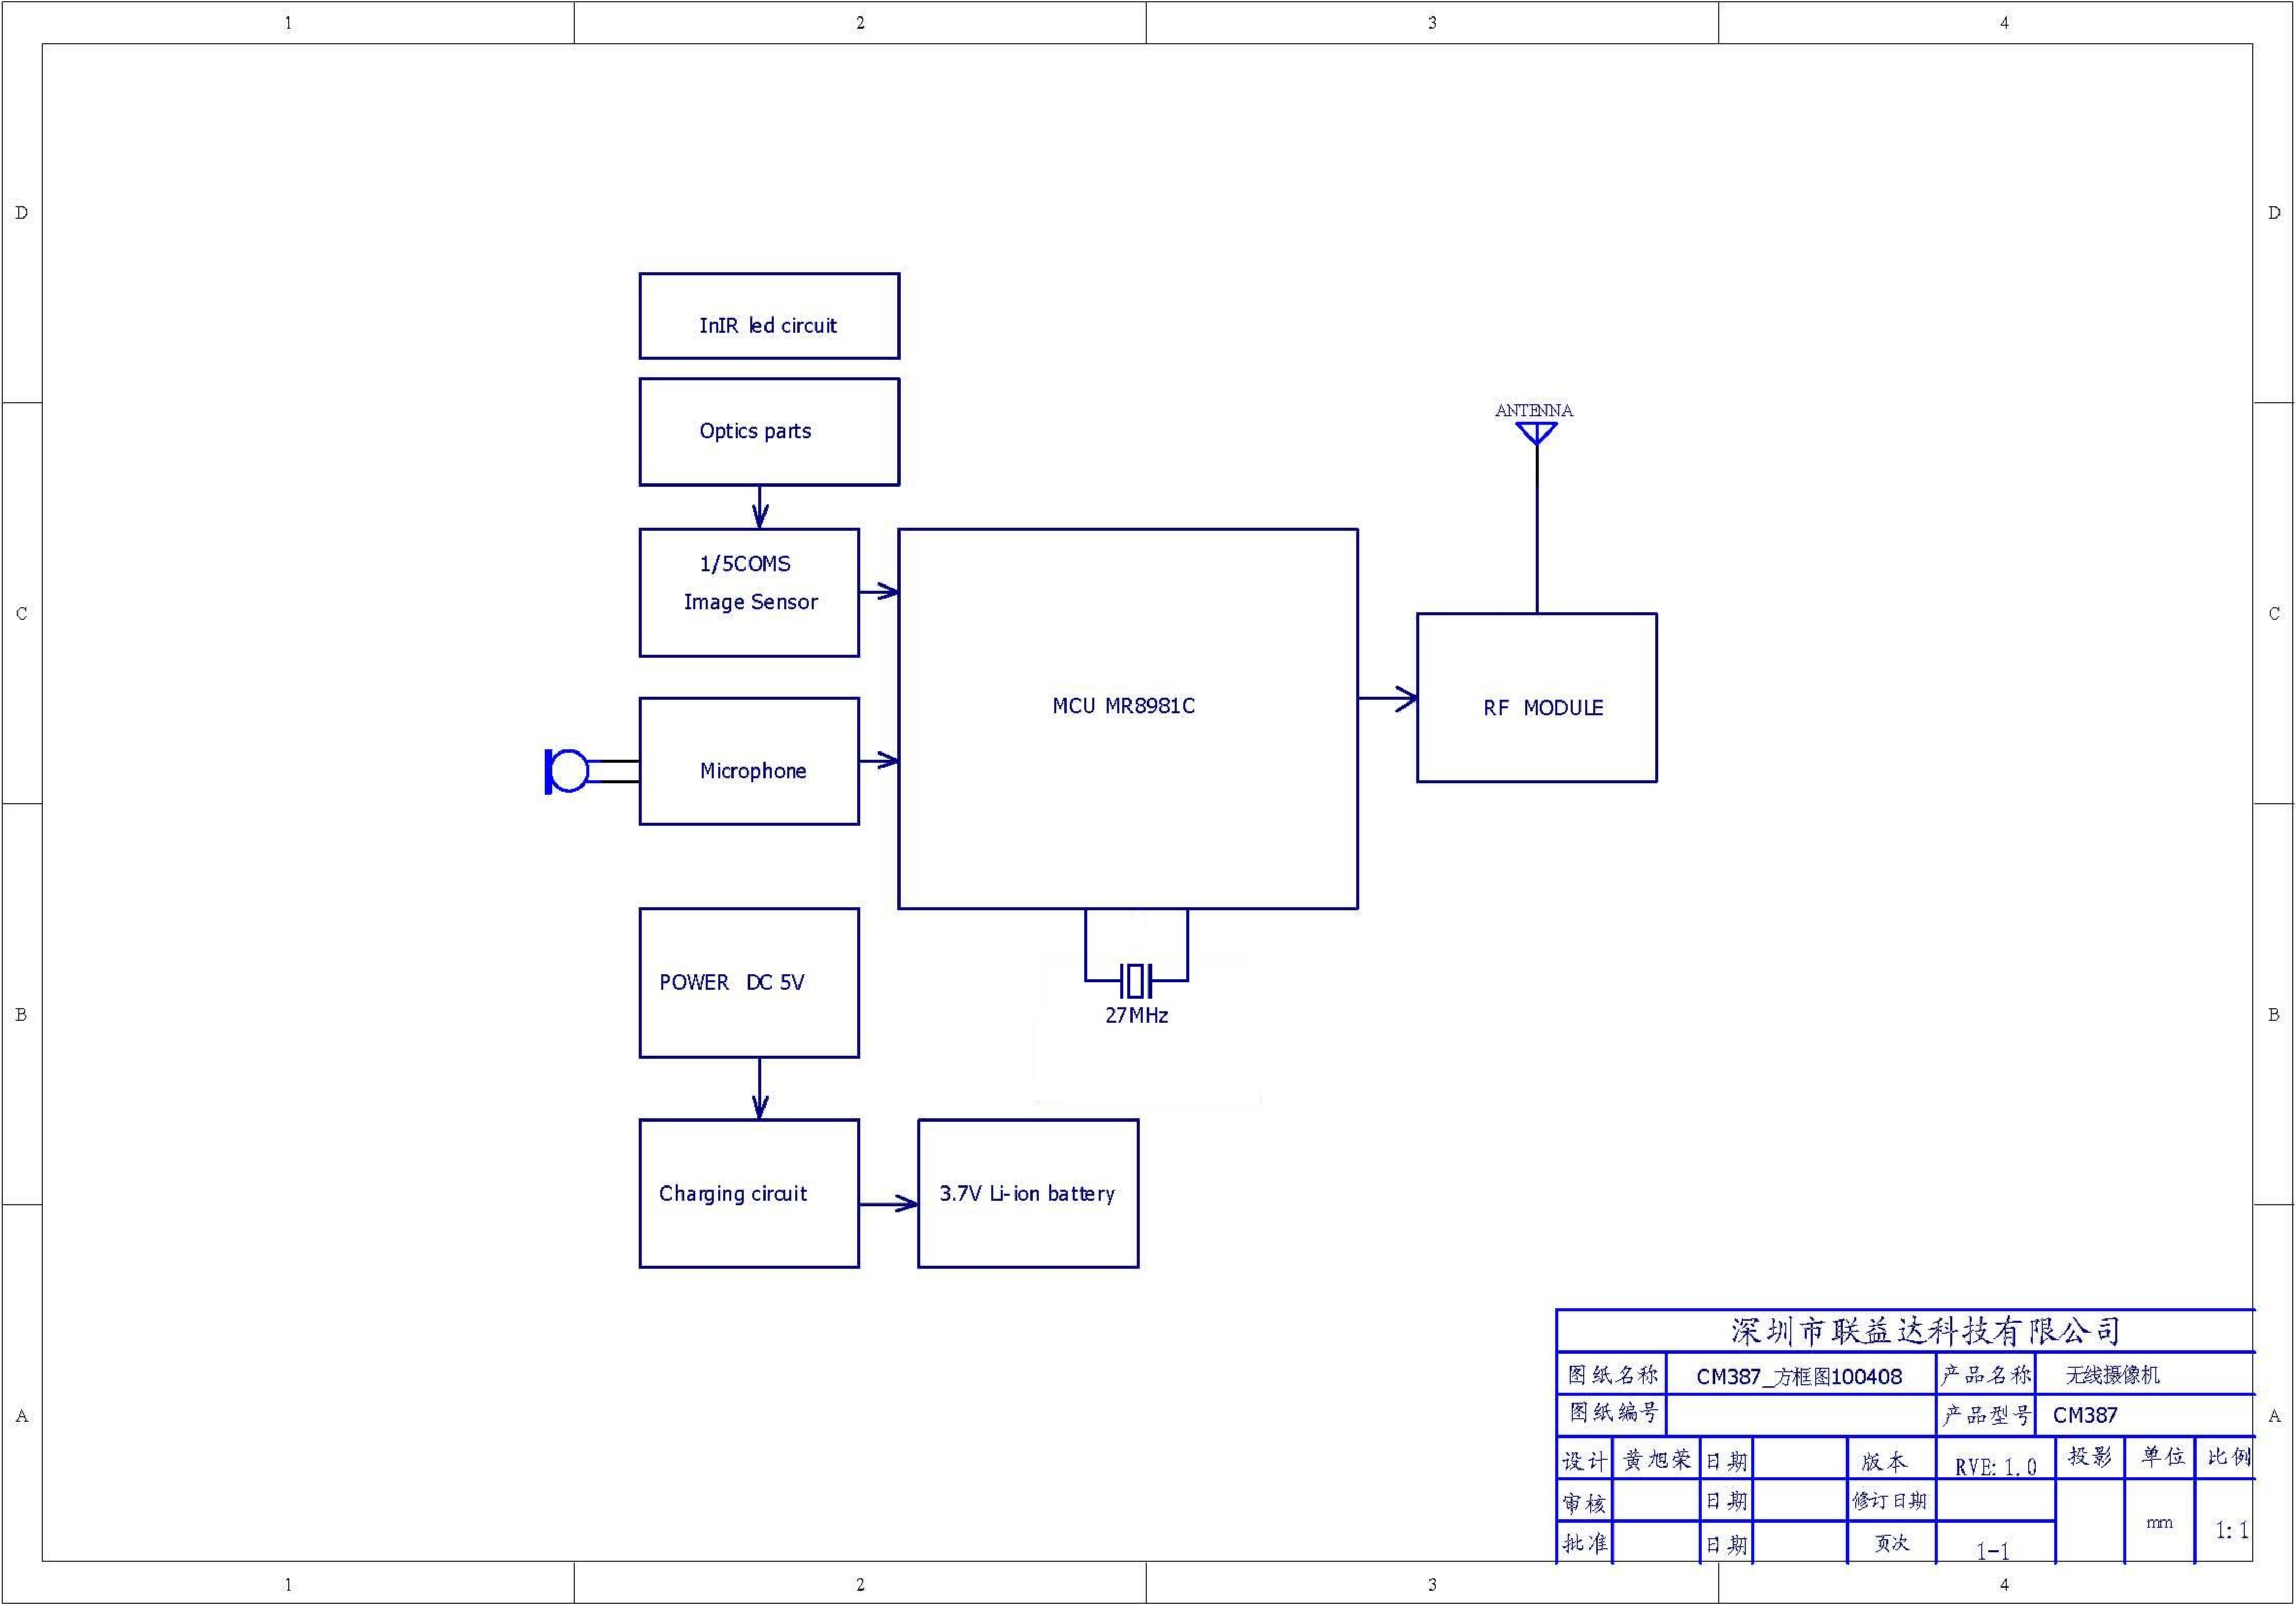 1 2 3 4
D D
InIR led circuit
Optics parts
ANTENNA
1/5COMS
Image Sensor
C C
MCU MR8981C
RF MODULE
Microphone
POWER DC 5V
27MHz
B B
Charging circuit
3.7V Li-ion battery
深圳市联益达科技有限公司
图纸名称 CM387_方框图100408 产品名称 无线摄像机
图纸编号 产品型号 CM387
A A
设计 黄旭荣 日期 版本 RVE: 1.0 投影 单位 比例
审核 日期 修订日期
mm 1:1
批准 日期 页次 1-1
1 2 3 4